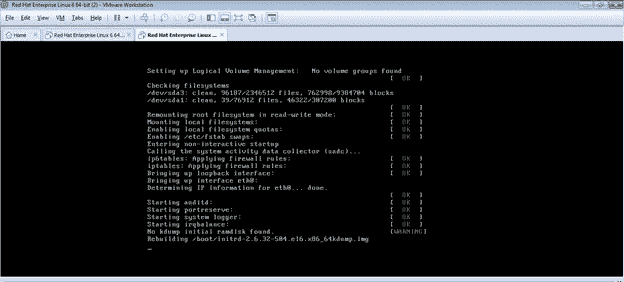 Red Hat Enterprise Linux 6 64-bit (2) - VMware Workstation
File Edit View VM Tabs Help
Home Red Hat Enterprise Linux 6 64... Red Hat Enterprise Linux ...
Setting up Logical Volume Management: No volume groups found
[ OK ]
Checking filesystems
/dev/sda3: clean, 96187/2346512 files, 762998/9384704 blocks
/dev/sda1: clean, 39/76912 files, 46322/307200 blocks
[ OK ]
Remounting root filesystem in read-write mode: [ OK ]
Mounting local filesystems: [ OK ]
Enabling local filesystem quotas: [ OK ]
Enabling /etc/fstab swaps: [ OK ]
Entering non-interactive startup
Calling the system activity data collector (sadc)...
ip6tables: Applying firewall rules: [ OK ]
iptables: Applying firewall rules: [ OK ]
Bringing up loopback interface: [ OK ]
Bringing up interface eth0:
Determining IP information for eth0... done.
[ OK ]
Starting auditd: [ OK ]
Starting portreserve: [ OK ]
Starting system logger: [ OK ]
Starting irqbalance: [ OK ]
No kdump initial ramdisk found. [WARNING]
Rebuilding /boot/initrd-2.6.32-504.el6.x86_64kdump.img